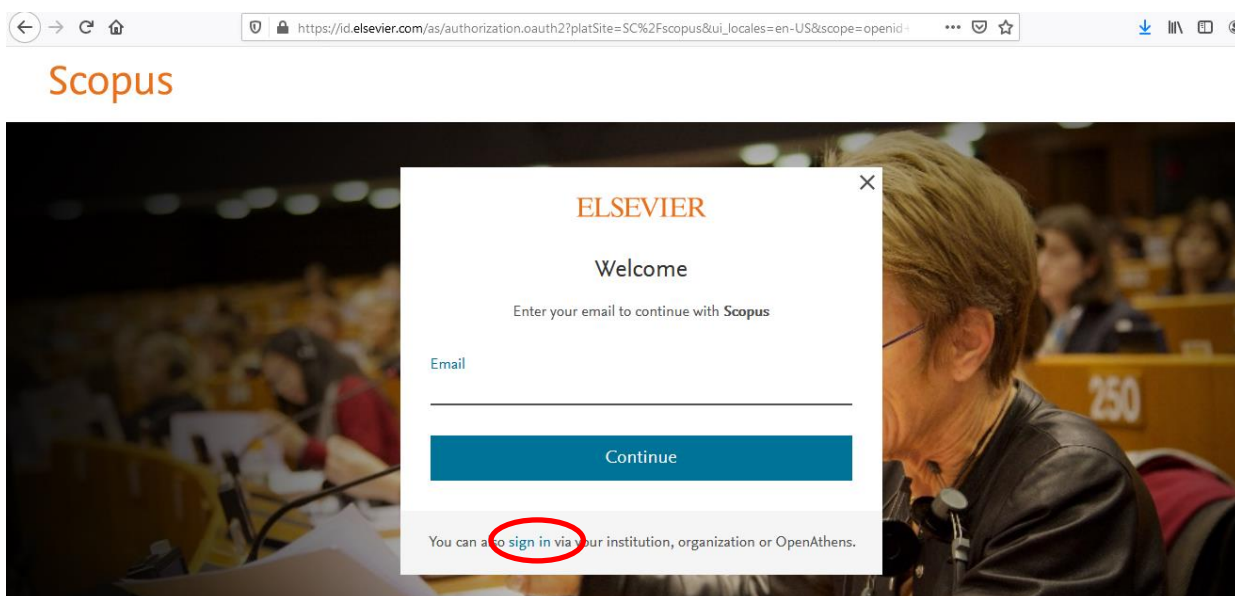 https://id.elsevier.com/as/authorization.oauth2?platSite=SC%2Fscopus&ui_locales=en-US&scope=openid
Scopus
ELSEVIER
Welcome
Enter your email to continue with Scopus
Email
250
Continue
You can also sign in via your institution, organization or OpenAthens.